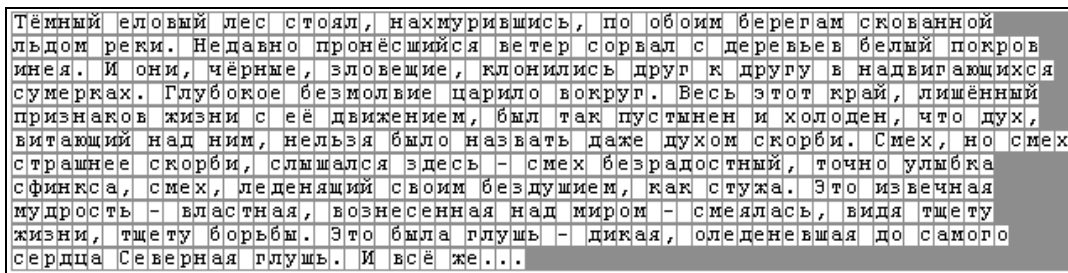 Тёмный еловый лес стоял, нахмурившись, по обоим берегам скованной
льдом реки. Недавно пронёсшийся ветер сорвал с деревьев белый покров
инея. И они, чёрные, зловещие, клонились друг к другу в надвигающихся
сумерках. Глубокое безмолвие царило вокруг. Весь этот край, лишённый
признаков жизни с её движением, был так пустынен и холоден, что дух,
витающий над ним, нельзя было назвать даже духом скорби. Смех, но смех
страшнее скорби, слышался здесь - смех безрадостный, точно улыбка
сфинкса, смех, леденящий своим бездушием, как стужа. Это извечная
мудрость - властная, вознесенная над миром - смеялась, видя тщету
жизни, тщету борьбы. Это была глушь - дикая, оледеневшая до самого
сердца Северная глушь. И всё же...